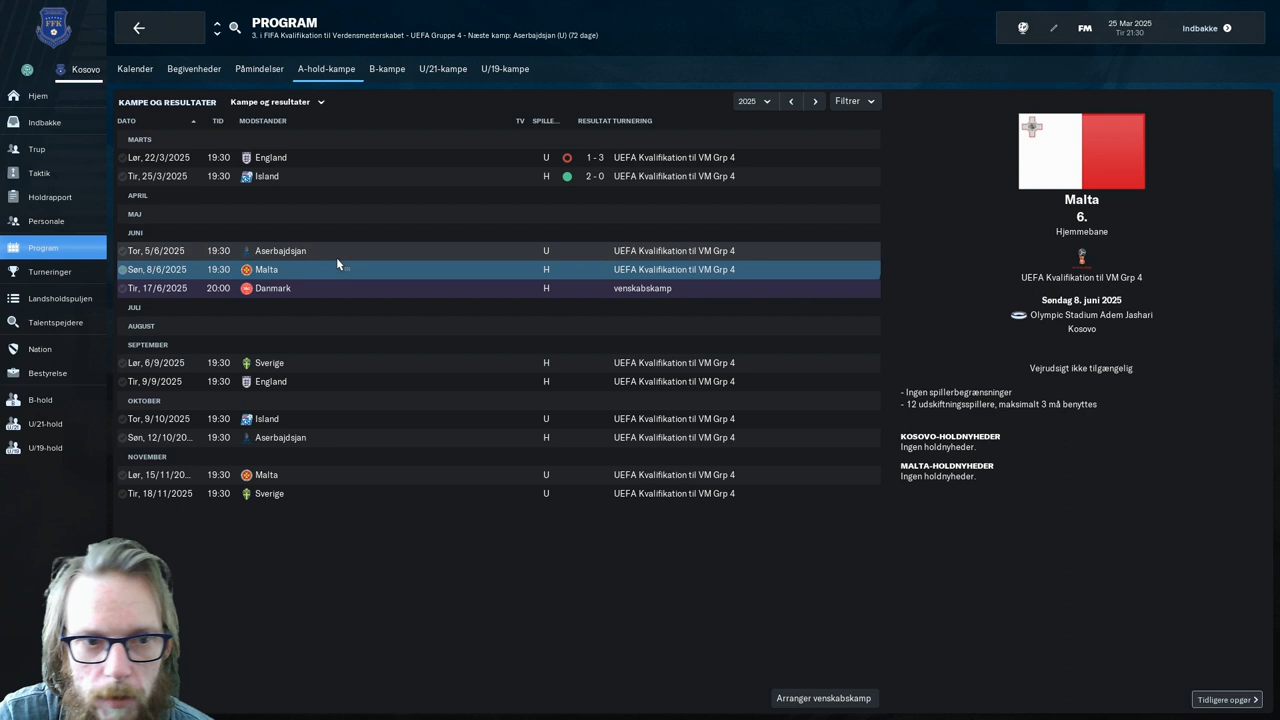 FFK
PROGRAM
3. i FIFA Kvalifikation til Verdensmesterskabet - UEFA Gruppe 4 - Næste kamp: Aserbajdsjan (U) (72 dage)
FM
25 Mar 2025
Tir 21:30
Indbakke
Kosovo
Kalender
Begivenheder
Påmindelser
A-hold-kampe
B-kampe
U/21-kampe
U/19-kampe
Hjem
Indbakke
Trup
Taktik
Holdrapport
Personale
Program
Turneringer
Landsholdspuljen
Talentspejdere
Nation
Bestyrelse
B-hold
U/21-hold
U/19-hold
KAMPE OG RESULTATER
Kampe og resultater
2025
Filtrer
DATO TID MODSTANDER TV SPILLE... RESULTAT TURNERING
MARTS
Lør, 22/3/2025 19:30 England U 1 - 3 UEFA Kvalifikation til VM Grp 4
Tir, 25/3/2025 19:30 Island H 2 - 0 UEFA Kvalifikation til VM Grp 4
APRIL
MAJ
JUNI
Tor, 5/6/2025 19:30 Aserbajdsjan U UEFA Kvalifikation til VM Grp 4
Søn, 8/6/2025 19:30 Malta H UEFA Kvalifikation til VM Grp 4
Tir, 17/6/2025 20:00 Danmark H venskabskamp
JULI
AUGUST
SEPTEMBER
Lør, 6/9/2025 19:30 Sverige H UEFA Kvalifikation til VM Grp 4
Tir, 9/9/2025 19:30 England H UEFA Kvalifikation til VM Grp 4
OKTOBER
Tor, 9/10/2025 19:30 Island U UEFA Kvalifikation til VM Grp 4
Søn, 12/10/20... 19:30 Aserbajdsjan H UEFA Kvalifikation til VM Grp 4
NOVEMBER
Lør, 15/11/20... 19:30 Malta U UEFA Kvalifikation til VM Grp 4
Tir, 18/11/2025 19:30 Sverige U UEFA Kvalifikation til VM Grp 4
Arranger venskabskamp
Malta
6.
Hjemmebane
UEFA Kvalifikation til VM Grp 4
Søndag 8. juni 2025
Olympic Stadium Adem Jashari
Kosovo
Vejrudsigt ikke tilgængelig
- Ingen spillerbegrænsninger
- 12 udskiftningsspillere, maksimalt 3 må benyttes
KOSOVO-HOLDNYHEDER
Ingen holdnyheder.
MALTA-HOLDNYHEDER
Ingen holdnyheder.
Tidligere opgør